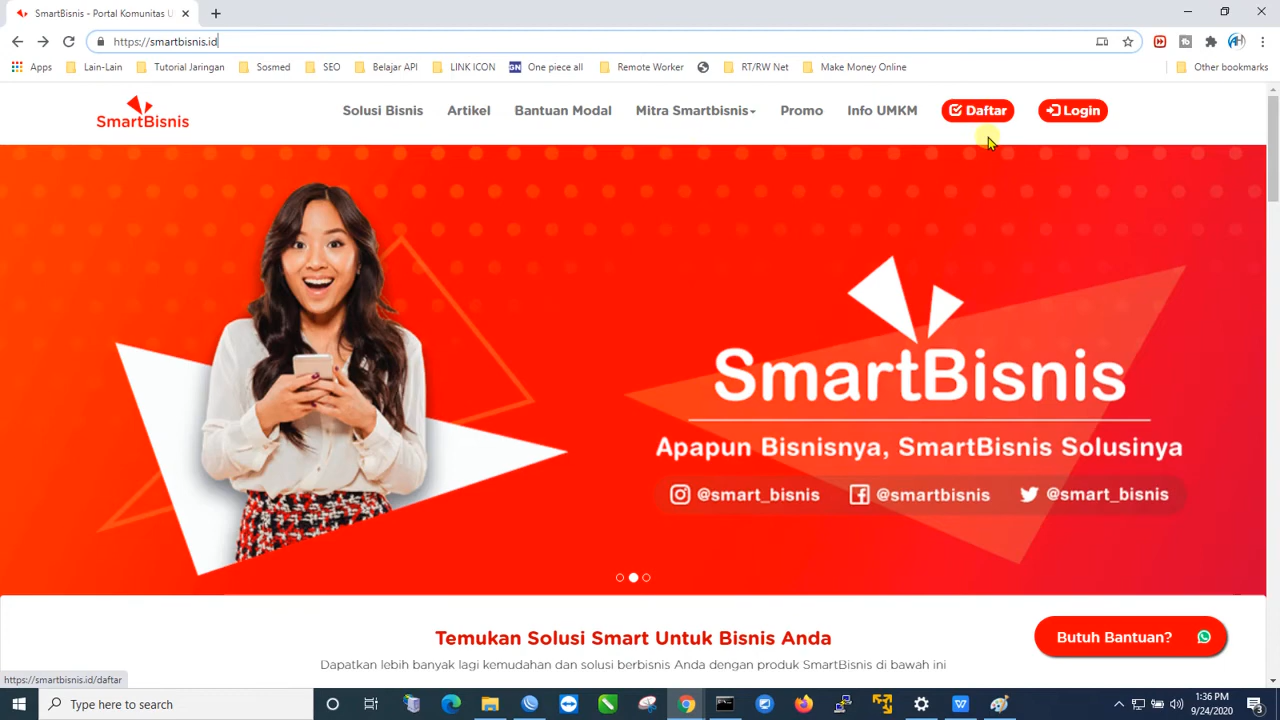 SmartBisnis - Portal Komunitas U
https://smartbisnis.id
Apps
Lain-Lain
Tutorial Jaringan
Sosmed
SEO
Belajar API
LINK ICON
GN One piece all
Remote Worker
RT/RW Net
Make Money Online
Other bookmarks
SmartBisnis
Solusi Bisnis
Artikel
Bantuan Modal
Mitra Smartbisnis
Promo
Info UMKM
Daftar
Login
SmartBisnis
Apapun Bisnisnya, SmartBisnis Solusinya
@smart_bisnis @smartbisnis @smart_bisnis
Temukan Solusi Smart Untuk Bisnis Anda
Butuh Bantuan?
Dapatkan lebih banyak lagi kemudahan dan solusi berbisnis Anda dengan produk SmartBisnis di bawah ini
https://smartbisnis.id/daftar
Type here to search
1:36 PM
9/24/2020
3